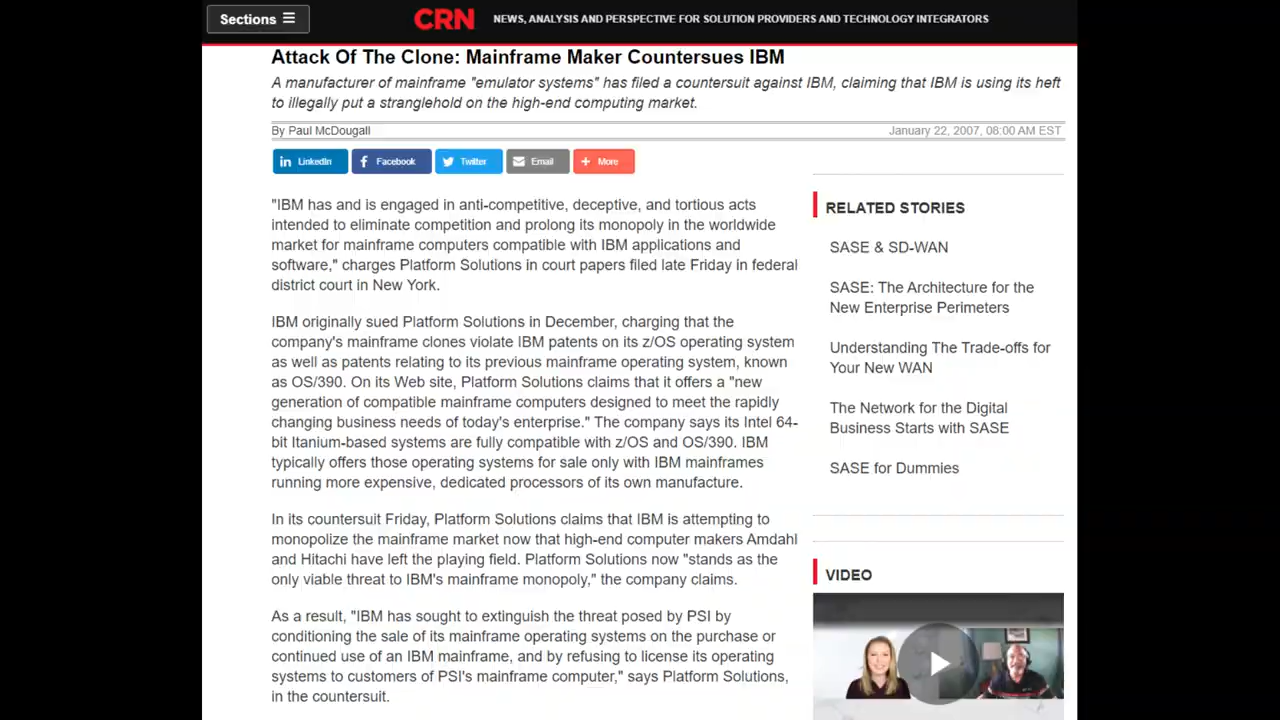 Sections
CRN
NEWS, ANALYSIS AND PERSPECTIVE FOR SOLUTION PROVIDERS AND TECHNOLOGY INTEGRATORS
Attack Of The Clone: Mainframe Maker Countersues IBM
A manufacturer of mainframe "emulator systems" has filed a countersuit against IBM, claiming that IBM is using its heft
to illegally put a stranglehold on the high-end computing market.
By Paul McDougall
January 22, 2007, 08:00 AM EST
LinkedIn
Facebook
Twitter
Email
More
"IBM has and is engaged in anti-competitive, deceptive, and tortious acts
intended to eliminate competition and prolong its monopoly in the worldwide
market for mainframe computers compatible with IBM applications and
software," charges Platform Solutions in court papers filed late Friday in federal
district court in New York.
IBM originally sued Platform Solutions in December, charging that the
company's mainframe clones violate IBM patents on its z/OS operating system
as well as patents relating to its previous mainframe operating system, known
as OS/390. On its Web site, Platform Solutions claims that it offers a "new
generation of compatible mainframe computers designed to meet the rapidly
changing business needs of today's enterprise." The company says its Intel 64-
bit Itanium-based systems are fully compatible with z/OS and OS/390. IBM
typically offers those operating systems for sale only with IBM mainframes
running more expensive, dedicated processors of its own manufacture.
In its countersuit Friday, Platform Solutions claims that IBM is attempting to
monopolize the mainframe market now that high-end computer makers Amdahl
and Hitachi have left the playing field. Platform Solutions now "stands as the
only viable threat to IBM's mainframe monopoly," the company claims.
As a result, "IBM has sought to extinguish the threat posed by PSI by
conditioning the sale of its mainframe operating systems on the purchase or
continued use of an IBM mainframe, and by refusing to license its operating
systems to customers of PSI's mainframe computer," says Platform Solutions,
in the countersuit.
RELATED STORIES
SASE & SD-WAN
SASE: The Architecture for the
New Enterprise Perimeters
Understanding The Trade-offs for
Your New WAN
The Network for the Digital
Business Starts with SASE
SASE for Dummies
VIDEO